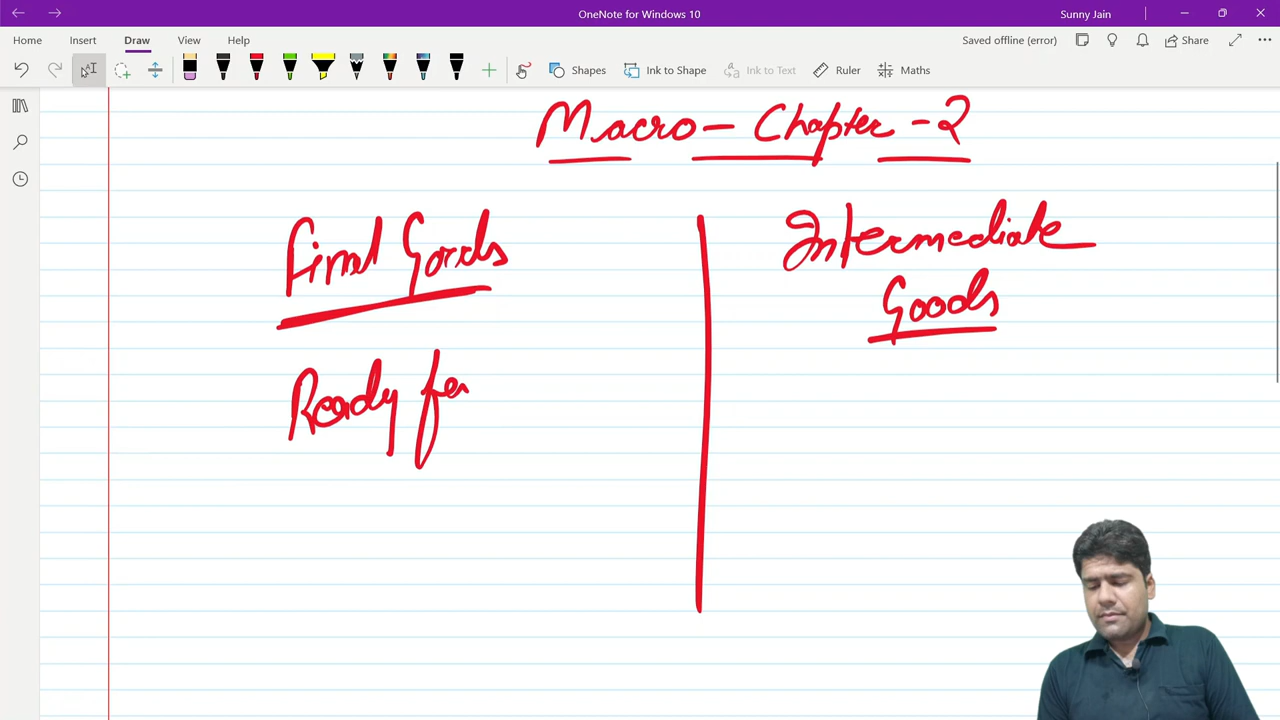 OneNote for Windows 10
Sunny Jain
Home Insert Draw View Help
Saved offline (error)
Share
Shapes
Ink to Shape
Ink to Text
Ruler
Maths
Macro - Chapter - 2
Final Goods
Ready for
Intermediate
Goods